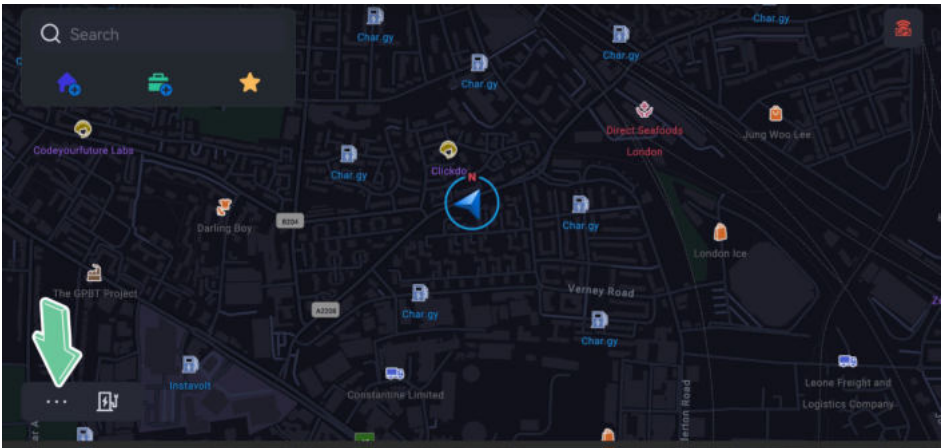 Search
Char.gy
Char.gy
Char.gy
Char.gy
Direct Seafoods
London
Jung Woo Lee
Codeyourfuture Labs
Char.gy
Clickdo
N
Darling Boy
B204
Char.gy
London Ice
The GPBT Project
Verney Road
Char.gy
A2208
Char.gy
Instavolt
Constantine Limited
Leone Freight and
Logistics Company